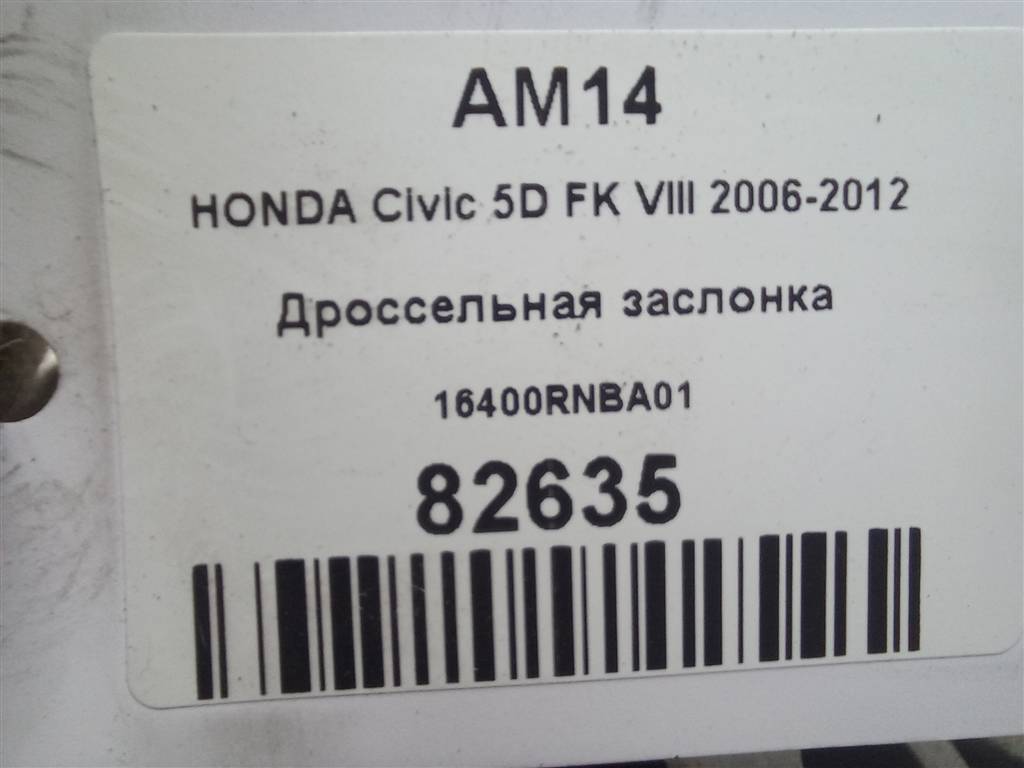 AM14
HONDA Civic 5D FK VIII 2006-2012
Дроссельная заслонка
16400RNBA01
82635